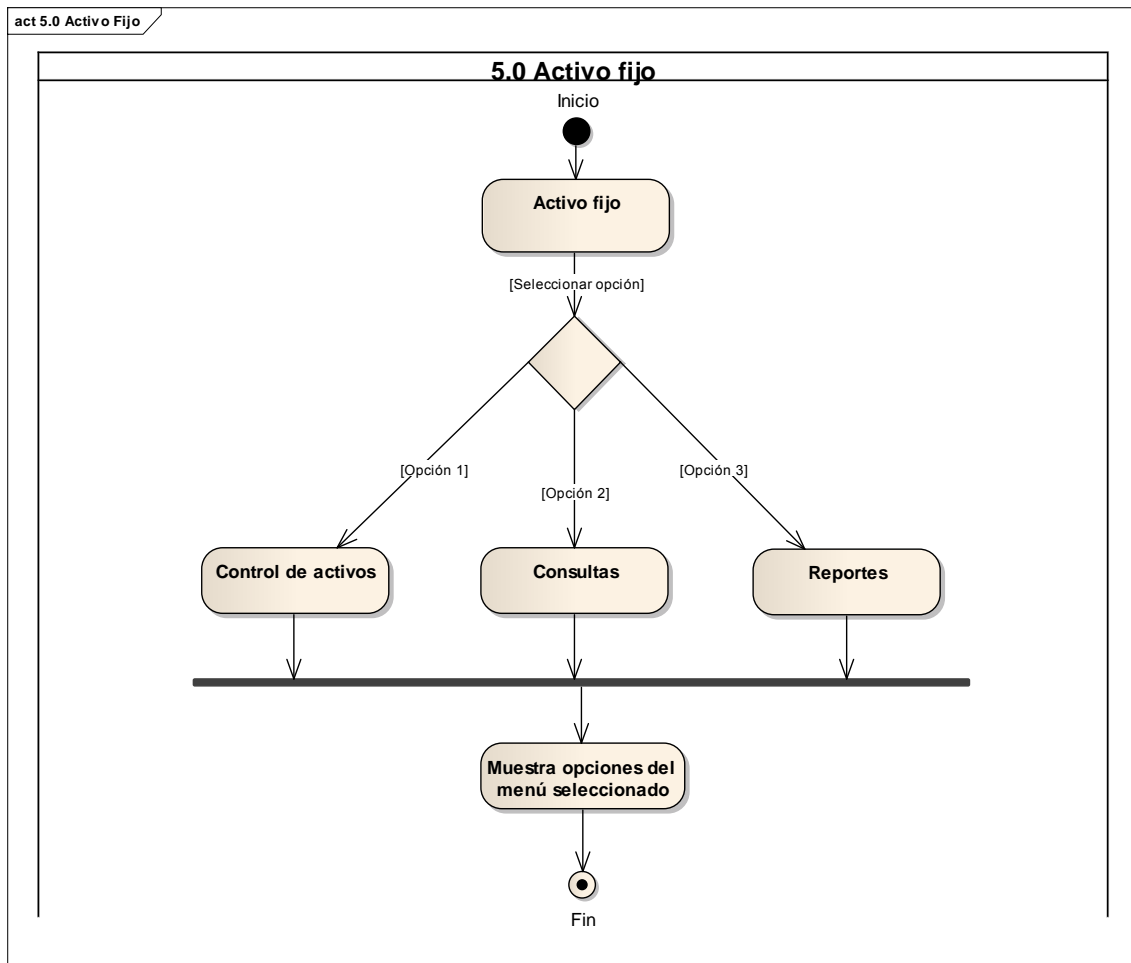 act 5.0 Activo Fijo
5.0 Activo fijo
Inicio
Activo fijo
[Seleccionar opción]
[Opción 1]
[Opción 2]
[Opción 3]
Control de activos
Consultas
Reportes
Muestra opciones del
menú seleccionado
Fin